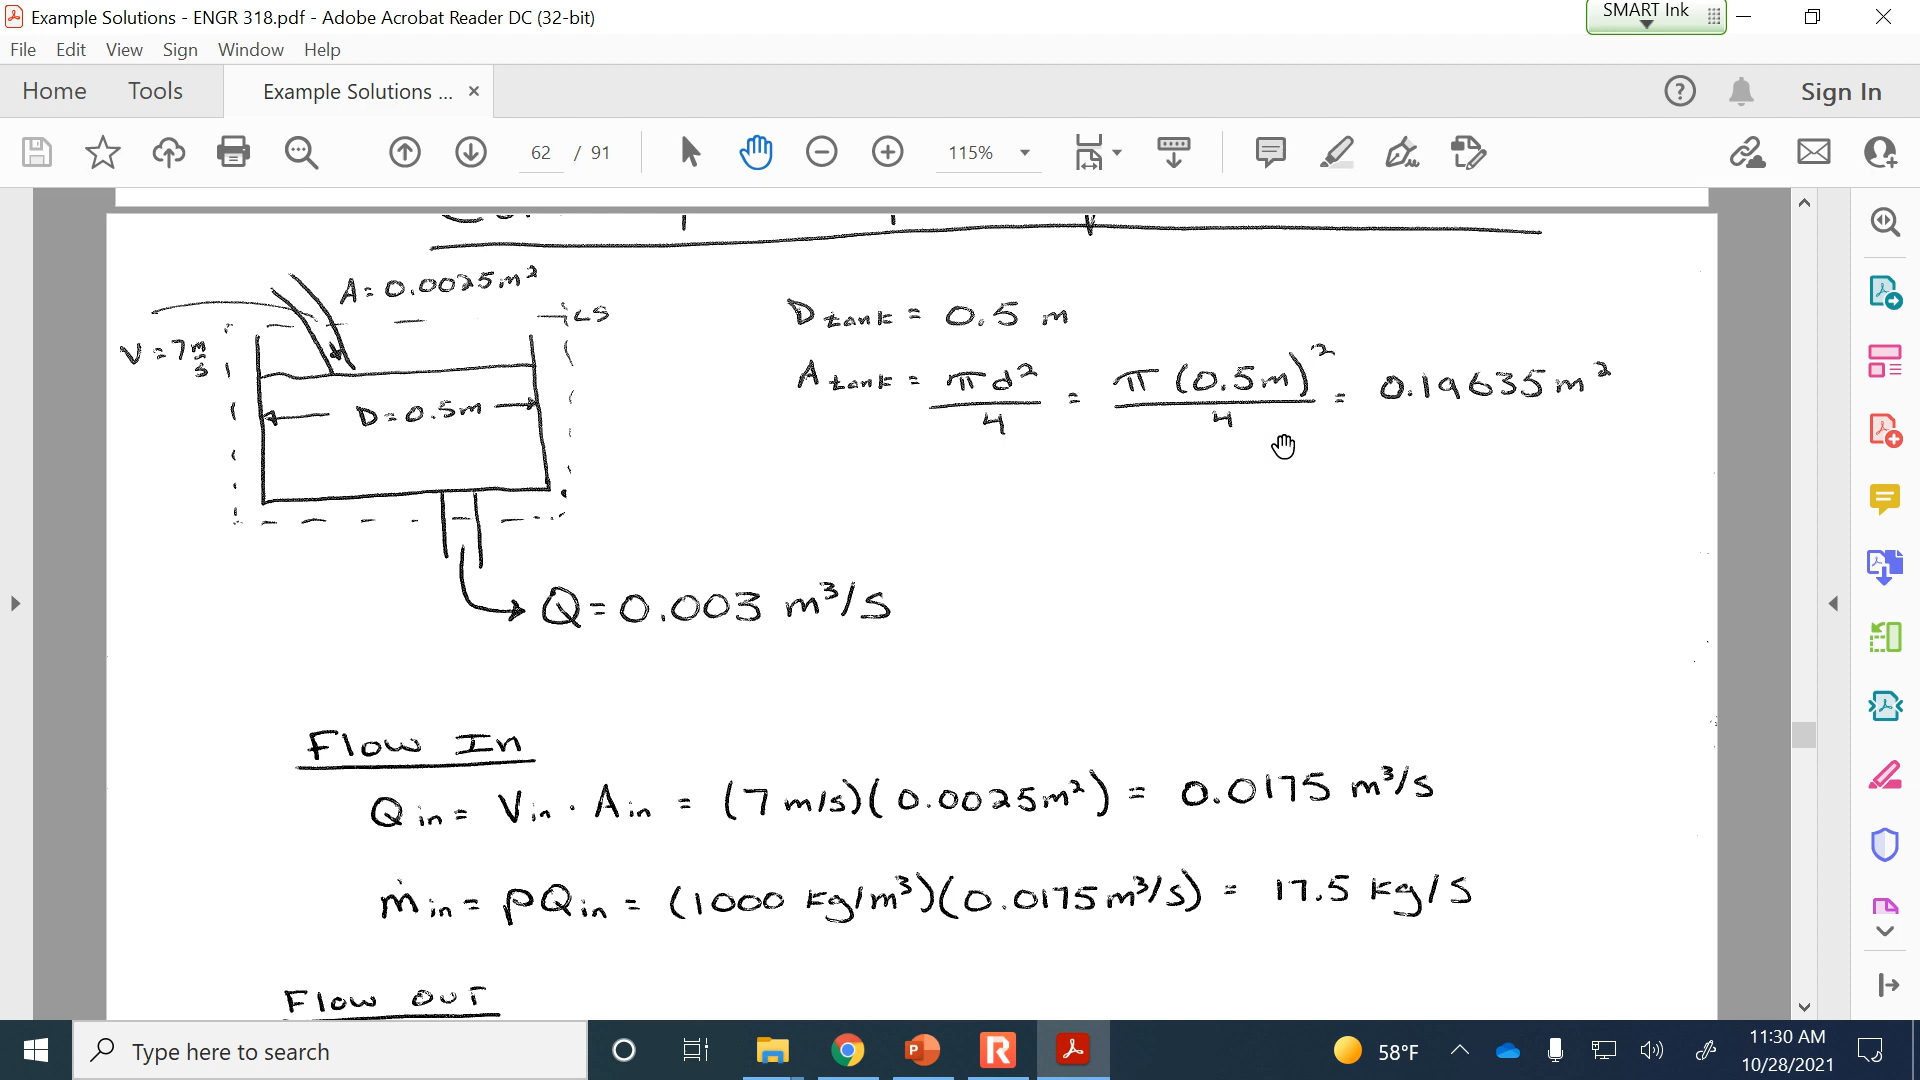 Example Solutions - ENGR 318.pdf - Adobe Acrobat Reader DC (32-bit)
SMART Ink
File Edit View Sign Window Help
Home Tools Example Solutions ... × Sign In
62 / 91 115%
A = 0.0025 m²
CS
V = 7 m/s
D = 0.5m
D tank = 0.5 m
A tank = πd²/4 = π(0.5m)²/4 = 0.19635 m²
Q = 0.003 m³/s
Flow In
Q in = V in · A in = (7 m/s)(0.0025m²) = 0.0175 m³/s
ṁ in = ρQ in = (1000 kg/m³)(0.0175 m³/s) = 17.5 kg/s
Flow out
Type here to search
58°F
11:30 AM
10/28/2021